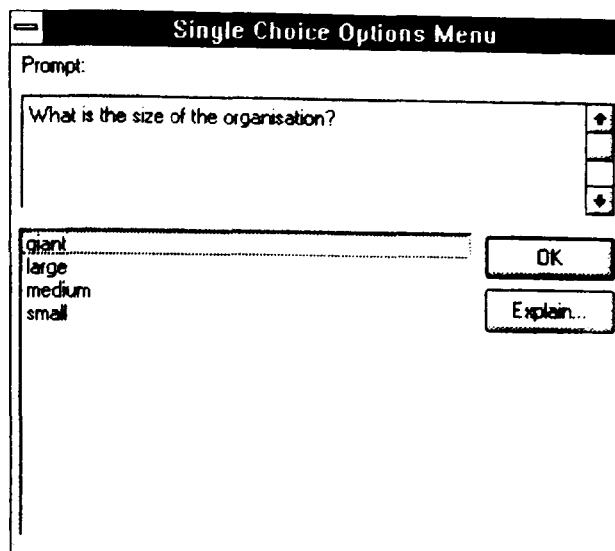 Single Choice Options Menu
Prompt:
What is the size of the organisation?
giant
large
medium
small
OK
Explain...